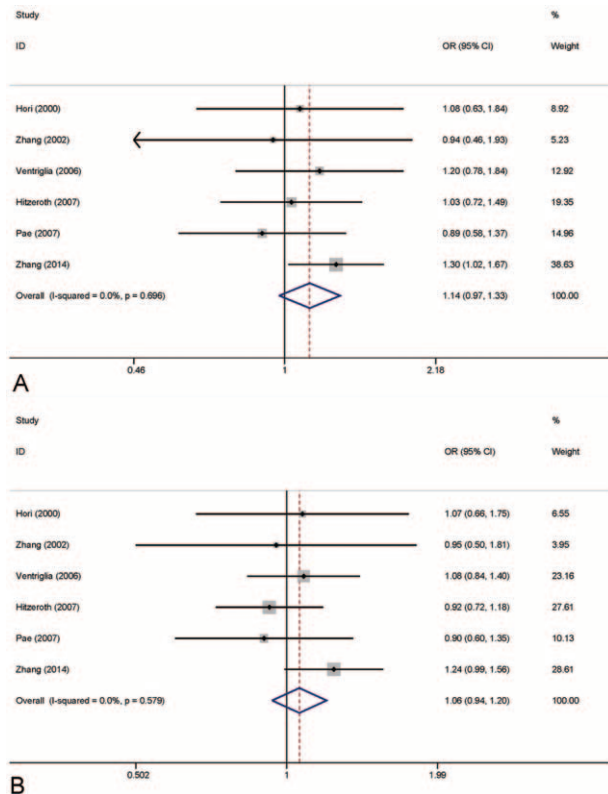 Study %
ID OR (95% CI) Weight
Hori (2000) 1.08 (0.63, 1.84) 8.92
Zhang (2002) 0.94 (0.46, 1.93) 5.23
Ventriglia (2006) 1.20 (0.78, 1.84) 12.92
Hitzeroth (2007) 1.03 (0.72, 1.49) 19.35
Pae (2007) 0.89 (0.58, 1.37) 14.96
Zhang (2014) 1.30 (1.02, 1.67) 38.63
Overall (I-squared = 0.0%, p = 0.696) 1.14 (0.97, 1.33) 100.00
A
0.46 1 2.16
Study %
ID OR (95% CI) Weight
Hori (2000) 1.07 (0.66, 1.75) 6.55
Zhang (2002) 0.95 (0.50, 1.81) 3.95
Ventriglia (2006) 1.08 (0.84, 1.40) 23.16
Hitzeroth (2007) 0.92 (0.72, 1.18) 27.61
Pae (2007) 0.90 (0.60, 1.35) 10.13
Zhang (2014) 1.24 (0.99, 1.56) 28.61
Overall (I-squared = 0.0%, p = 0.579) 1.06 (0.94, 1.20) 100.00
B
0.502 1 1.99